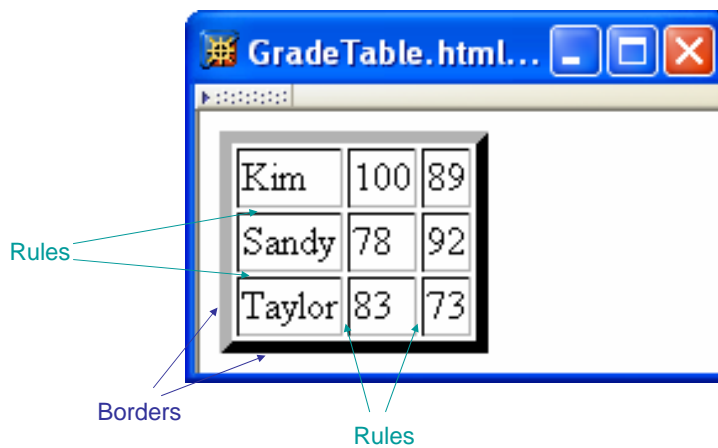 GradeTable.html...
Kim 100 89
Sandy 78 92
Taylor 83 73
Rules
Borders
Rules